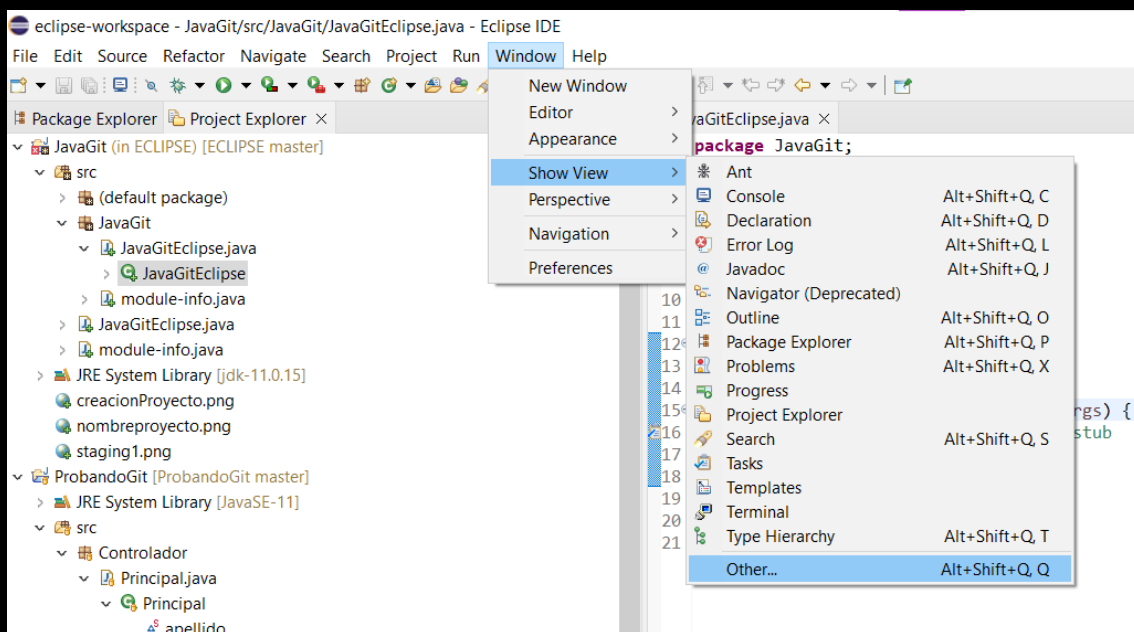 eclipse-workspace - JavaGit/src/JavaGit/JavaGitEclipse.java - Eclipse IDE
File Edit Source Refactor Navigate Search Project Run Window Help
Package Explorer Project Explorer
JavaGit (in ECLIPSE) [ECLIPSE master]
src
(default package)
JavaGit
JavaGitEclipse.java
JavaGitEclipse
module-info.java
JavaGitEclipse.java
module-info.java
JRE System Library [jdk-11.0.15]
creacionProyecto.png
nombreproyecto.png
staging1.png
ProbandoGit [ProbandoGit master]
JRE System Library [JavaSE-11]
src
Controlador
Principal.java
Principal
apellido
New Window
Editor
Appearance
Show View
Perspective
Navigation
Preferences
vaGitEclipse.java
package JavaGit;
Ant
Console Alt+Shift+Q, C
Declaration Alt+Shift+Q, D
Error Log Alt+Shift+Q, L
Javadoc Alt+Shift+Q, J
Navigator (Deprecated)
Outline Alt+Shift+Q, O
Package Explorer Alt+Shift+Q, P
Problems Alt+Shift+Q, X
Progress
Project Explorer
Search Alt+Shift+Q, S
Tasks
Templates
Terminal
Type Hierarchy Alt+Shift+Q, T
Other... Alt+Shift+Q, Q
10
11
12
13
14
15 rgs) {
16 stub
17
18
19
20
21